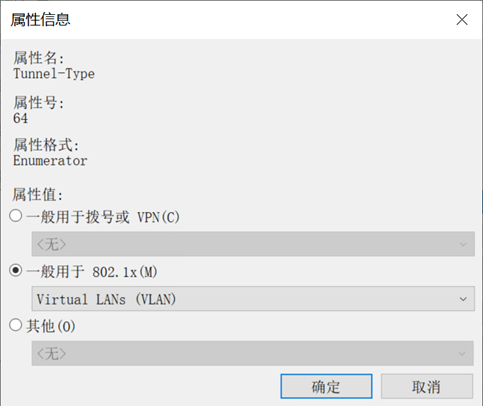 属性信息
属性名:
Tunnel-Type
属性号:
64
属性格式:
Enumerator
属性值:
一般用于拨号或 VPN(C)
<无>
一般用于 802.1x(M)
Virtual LANs (VLAN)
其他(O)
<无>
确定 取消